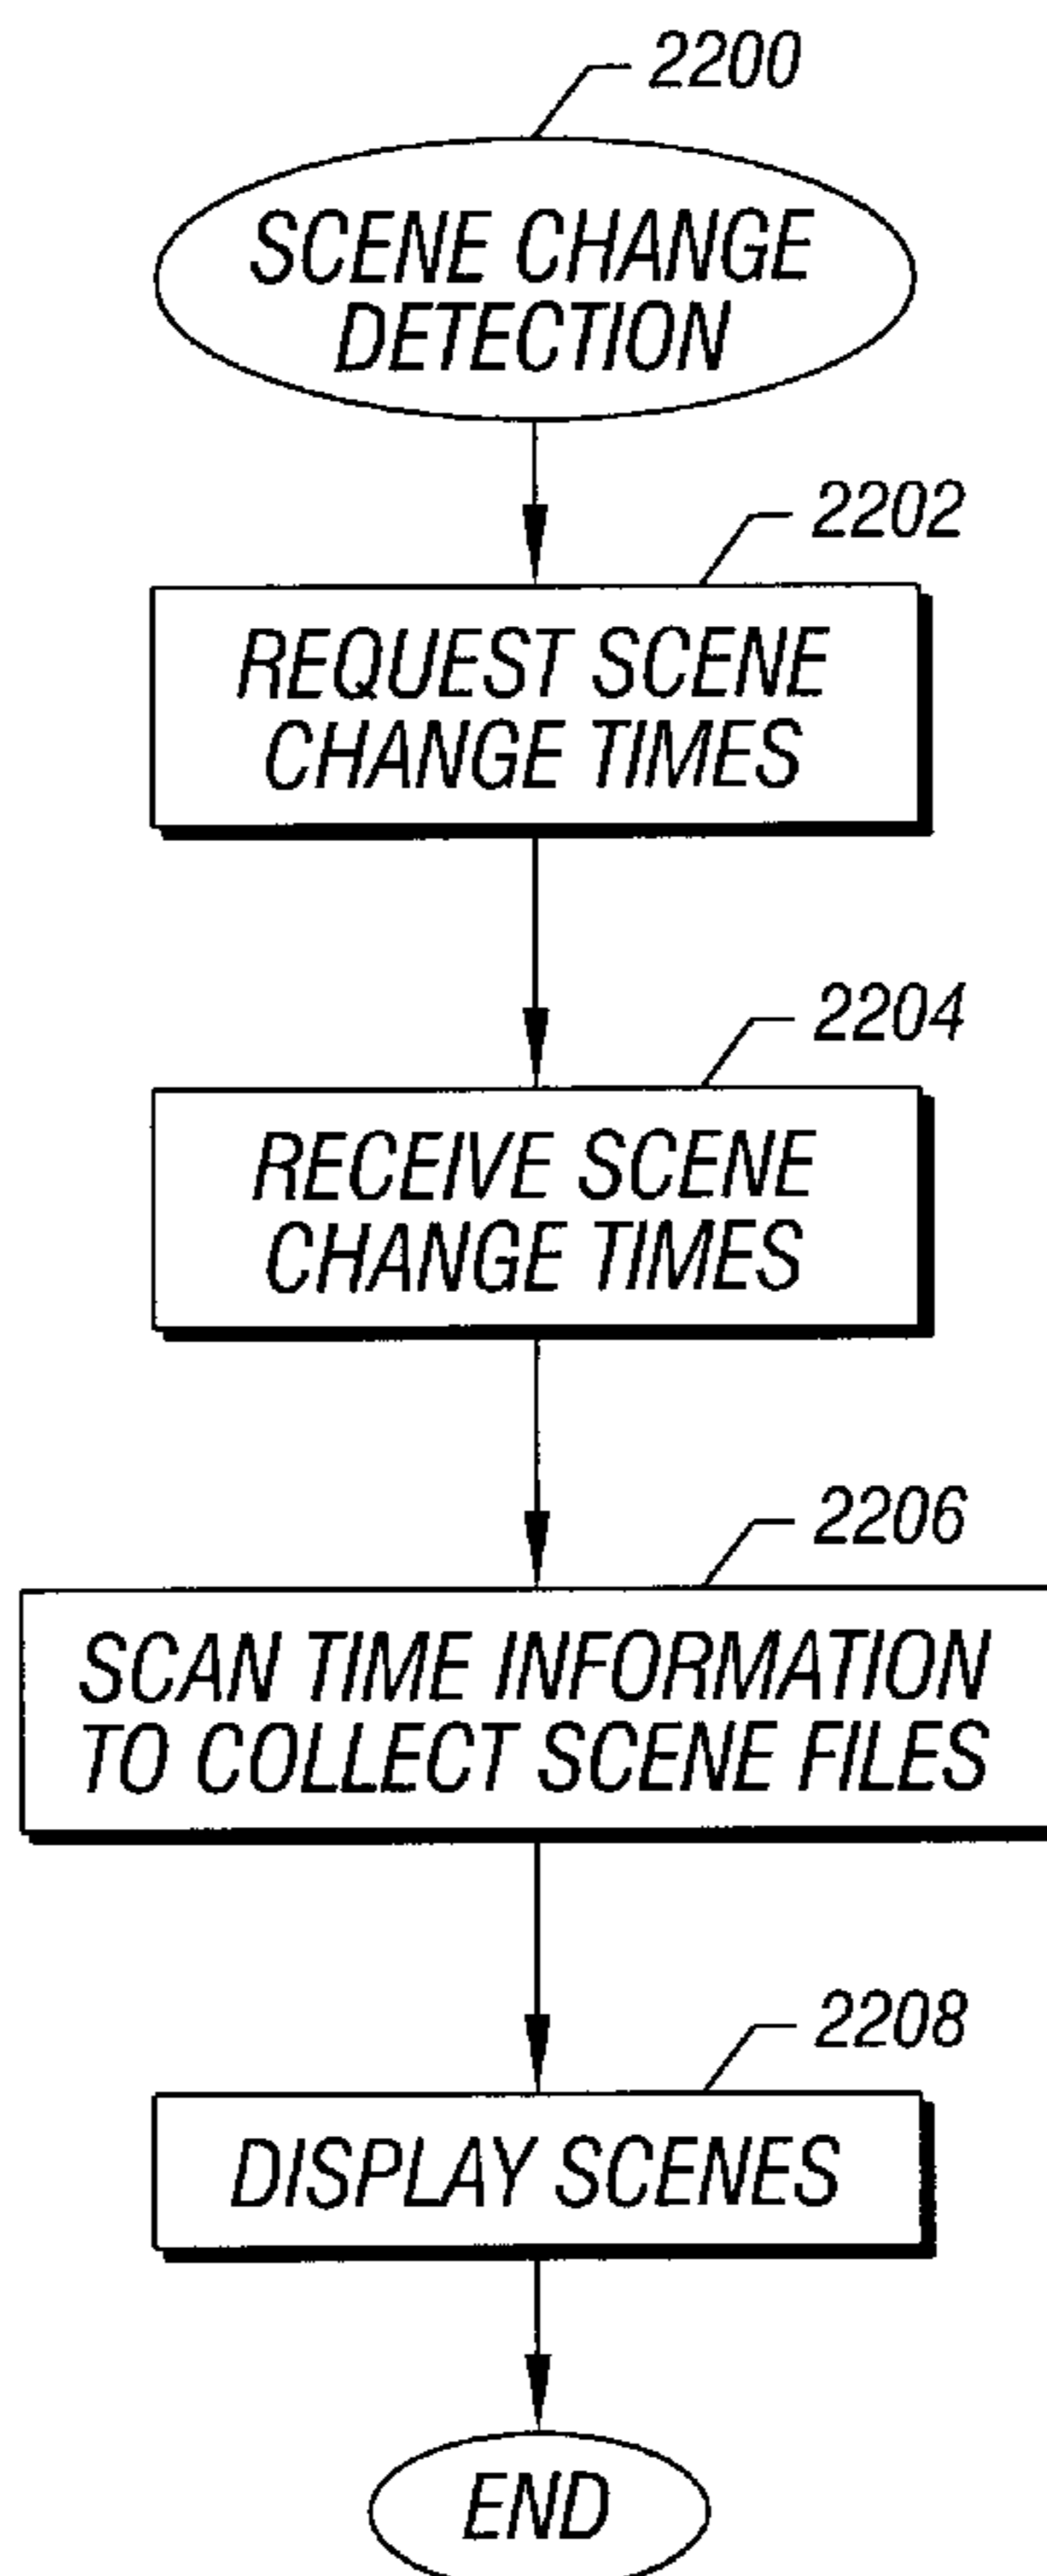 2200
SCENE CHANGE
DETECTION
2202
REQUEST SCENE
CHANGE TIMES
2204
RECEIVE SCENE
CHANGE TIMES
2206
SCAN TIME INFORMATION
TO COLLECT SCENE FILES
2208
DISPLAY SCENES
END